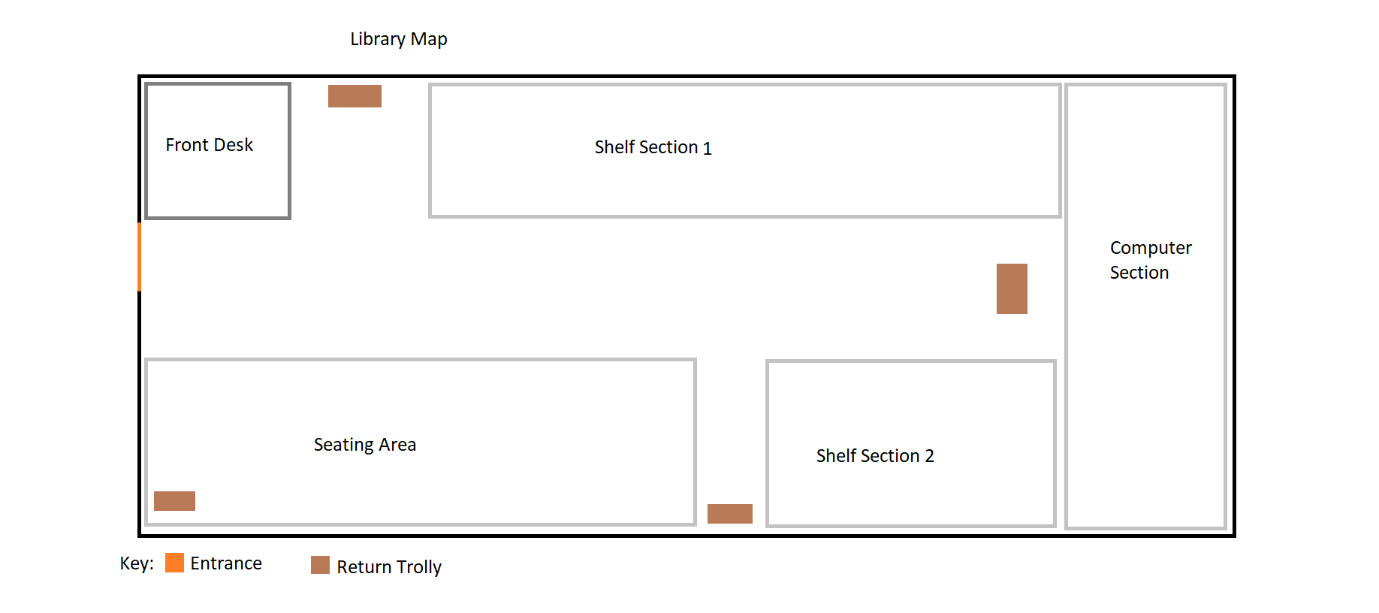 Library Map
Front Desk
Shelf Section 1
Computer
Section
Seating Area
Shelf Section 2
Key: Entrance Return Trolly